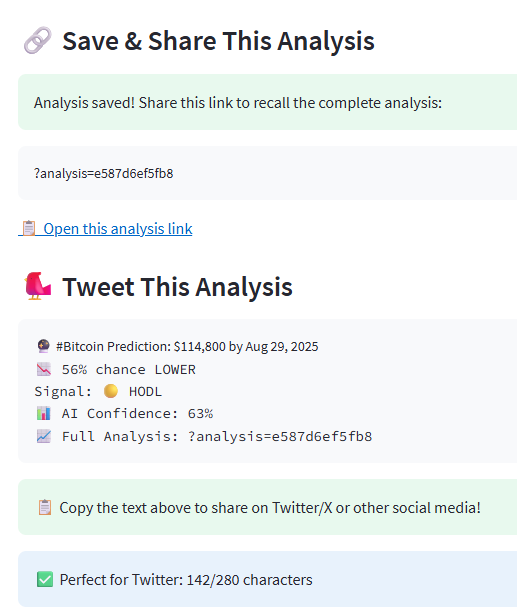 Save & Share This Analysis
Analysis saved! Share this link to recall the complete analysis:
?analysis=e587d6ef5fb8
Open this analysis link
Tweet This Analysis
#Bitcoin Prediction: $114,800 by Aug 29, 2025
56% chance LOWER
Signal: HODL
AI Confidence: 63%
Full Analysis: ?analysis=e587d6ef5fb8
Copy the text above to share on Twitter/X or other social media!
Perfect for Twitter: 142/280 characters